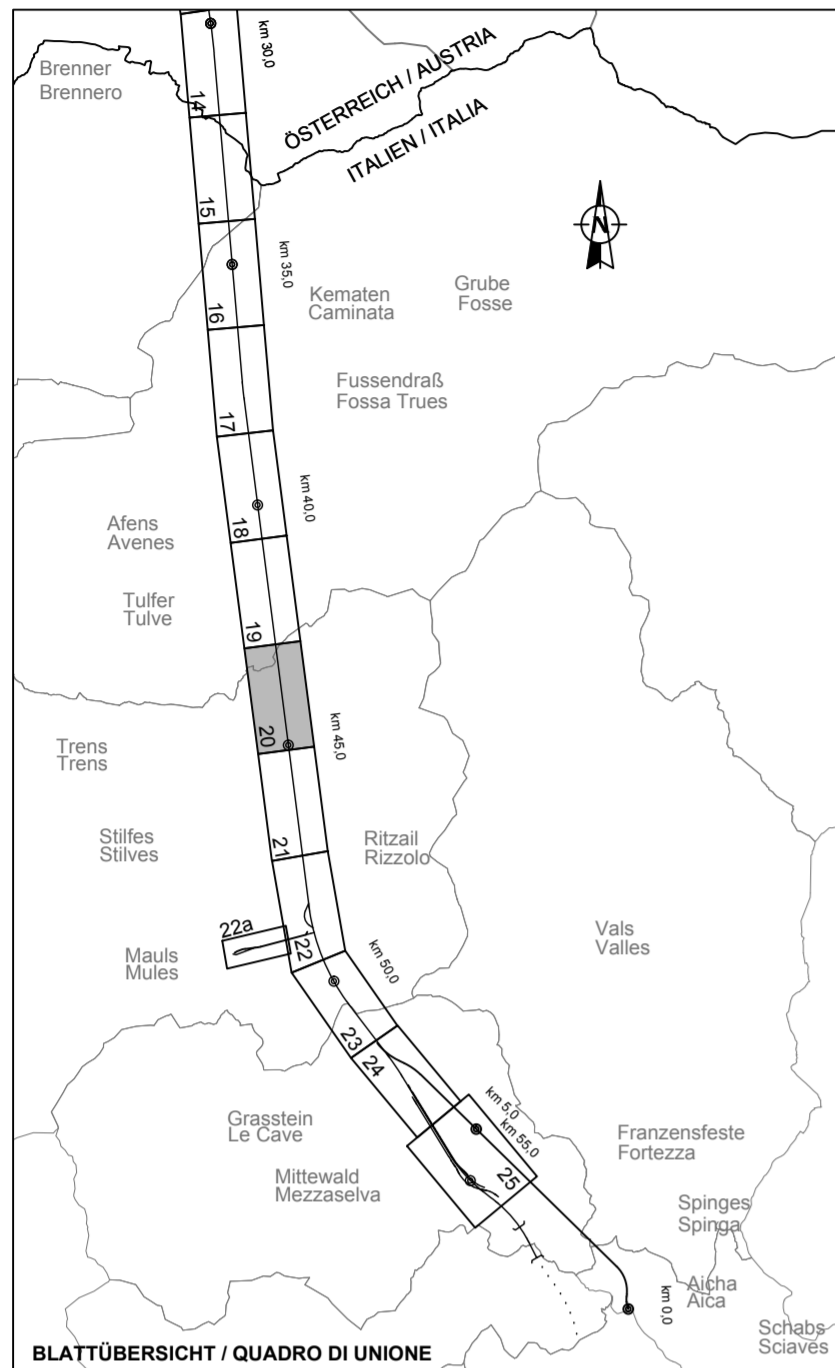 Brenner
Brennero
km 30,0
ÖSTERREICH / AUSTRIA
ITALIEN / ITALIA
14
15
N
km 35,0
16
Kematen
Caminata
Grube
Fosse
Fussendraß
Fossa Trues
17
km 40,0
18
Afens
Avenes
Tulfer
Tulve
19
20
km 45,0
Trens
Trens
Stilfes
Stilves
21
Ritzail
Rizzolo
22a
22
Mauls
Mules
Vals
Valles
km 50,0
23
24
Grasstein
Le Cave
km 5,0
km 55,0
25
Mittewald
Mezzaselva
Franzensfeste
Fortezza
Spinges
Spinga
Aicha
Aica
km 0,0
Schabs
Sciaves
BLATTÜBERSICHT / QUADRO DI UNIONE